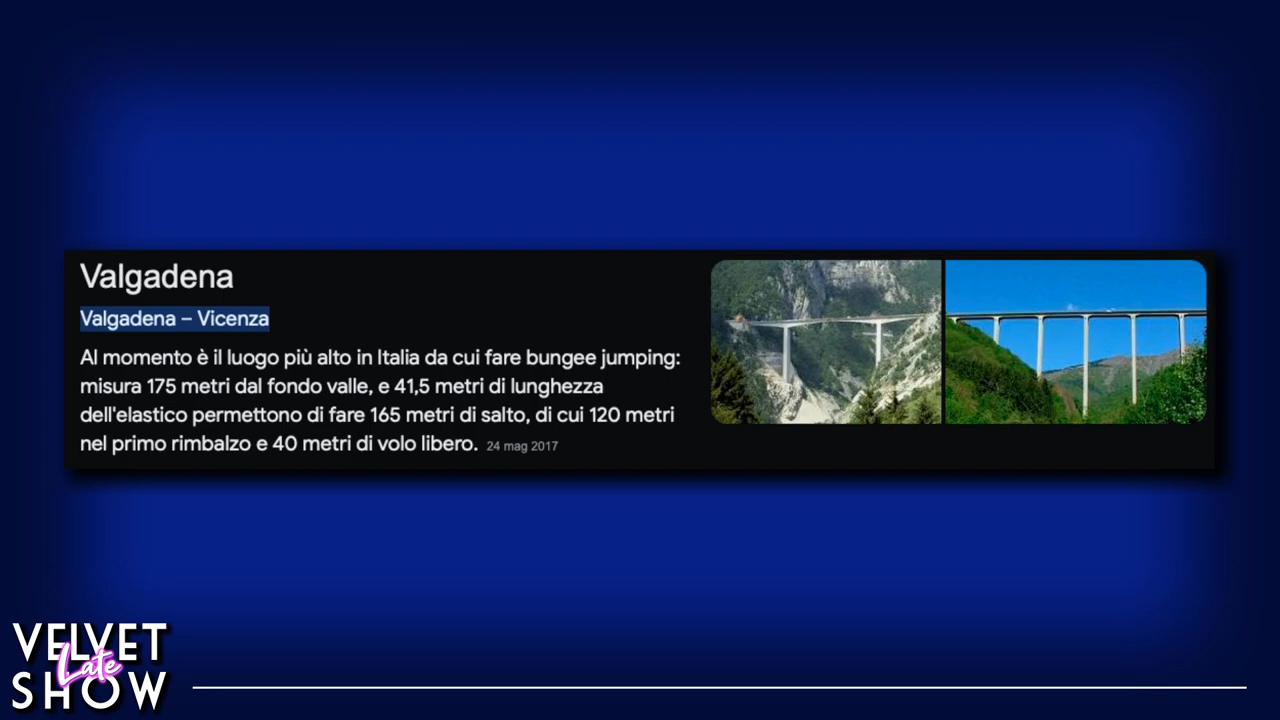 Valgadena
Valgadena – Vicenza
Al momento è il luogo più alto in Italia da cui fare bungee jumping:
misura 175 metri dal fondo valle, e 41,5 metri di lunghezza
dell'elastico permettono di fare 165 metri di salto, di cui 120 metri
nel primo rimbalzo e 40 metri di volo libero. 24 mag 2017
VELVET
Late
SHOW